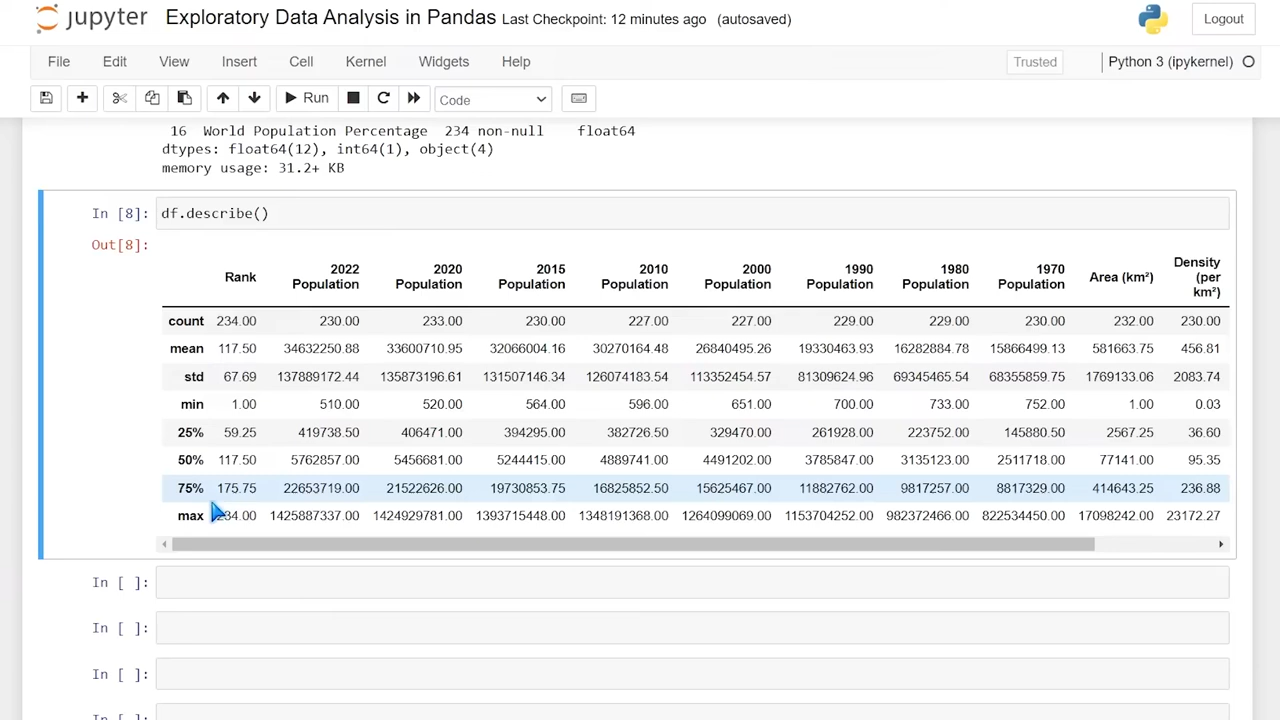 jupyter Exploratory Data Analysis in Pandas Last Checkpoint: 12 minutes ago (autosaved) Logout
File Edit View Insert Cell Kernel Widgets Help Trusted Python 3 (ipykernel)
Run Code
16 World Population Percentage 234 non-null float64
dtypes: float64(12), int64(1), object(4)
memory usage: 31.2+ KB
In [8]: df.describe()
Out[8]:
Rank 2022 Population 2020 Population 2015 Population 2010 Population 2000 Population 1990 Population 1980 Population 1970 Population Area (km²) Density (per km²)
count 234.00 230.00 233.00 230.00 227.00 227.00 229.00 229.00 230.00 232.00 230.00
mean 117.50 34632250.88 33600710.95 32066004.16 30270164.48 26840495.26 19330463.93 16282884.78 15866499.13 581663.75 456.81
std 67.69 137889172.44 135873196.61 131507146.34 126074183.54 113352454.57 81309624.96 69345465.54 68355859.75 1769133.06 2083.74
min 1.00 510.00 520.00 564.00 596.00 651.00 700.00 733.00 752.00 1.00 0.03
25% 59.25 419738.50 406471.00 394295.00 382726.50 329470.00 261928.00 223752.00 145880.50 2567.25 36.60
50% 117.50 5762857.00 5456681.00 5244415.00 4889741.00 4491202.00 3785847.00 3135123.00 2511718.00 77141.00 95.35
75% 175.75 22653719.00 21522626.00 19730853.75 16825852.50 15625467.00 11882762.00 9817257.00 8817329.00 414643.25 236.88
max 234.00 1425887337.00 1424929781.00 1393715448.00 1348191368.00 1264099069.00 1153704252.00 982372466.00 822534450.00 17098242.00 23172.27
In [ ]:
In [ ]:
In [ ]: